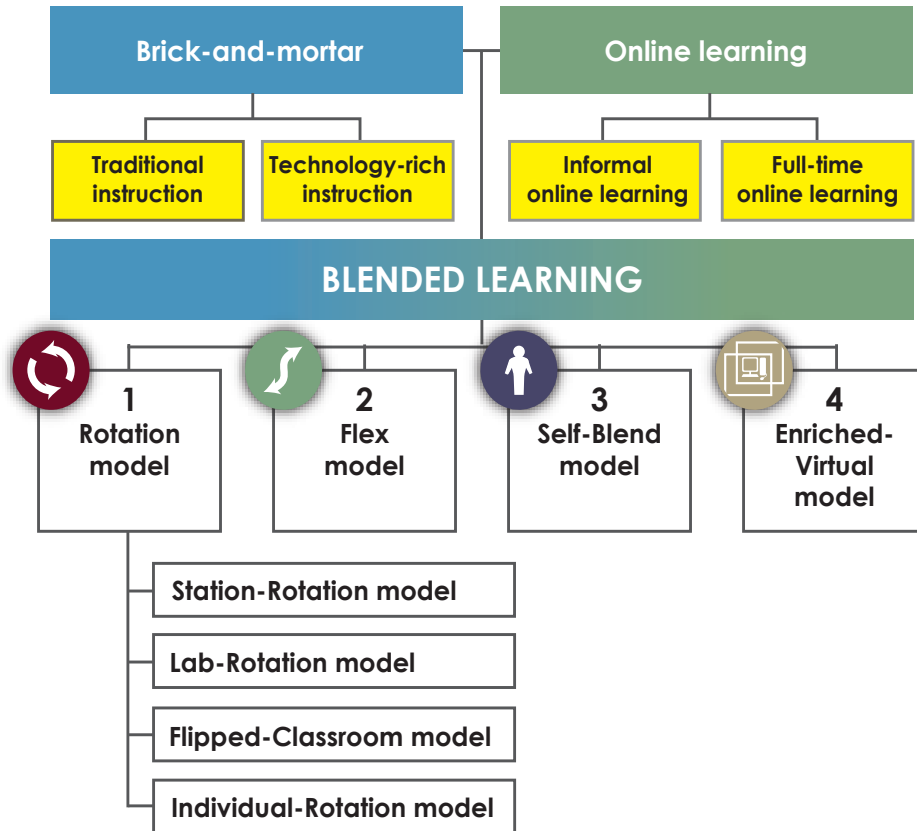 Brick-and-mortar
Online learning
Traditional
instruction
Technology-rich
instruction
Informal
online learning
Full-time
online learning
BLENDED LEARNING
1
Rotation
model
2
Flex
model
3
Self-Blend
model
4
Enriched-
Virtual
model
Station-Rotation model
Lab-Rotation model
Flipped-Classroom model
Individual-Rotation model